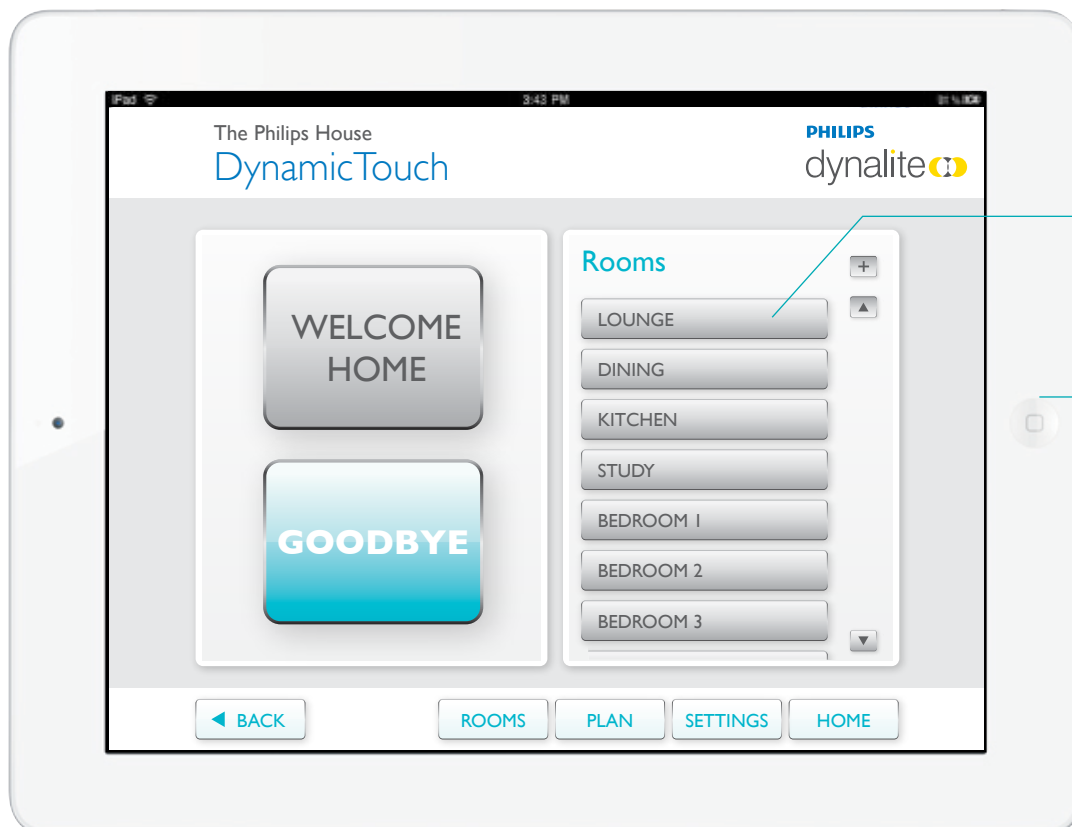 iPad
3:43 PM
The Philips House
DynamicTouch
PHILIPS
dynalite
WELCOME
HOME
GOODBYE
Rooms
+
LOUNGE
DINING
KITCHEN
STUDY
BEDROOM 1
BEDROOM 2
BEDROOM 3
BACK
ROOMS
PLAN
SETTINGS
HOME